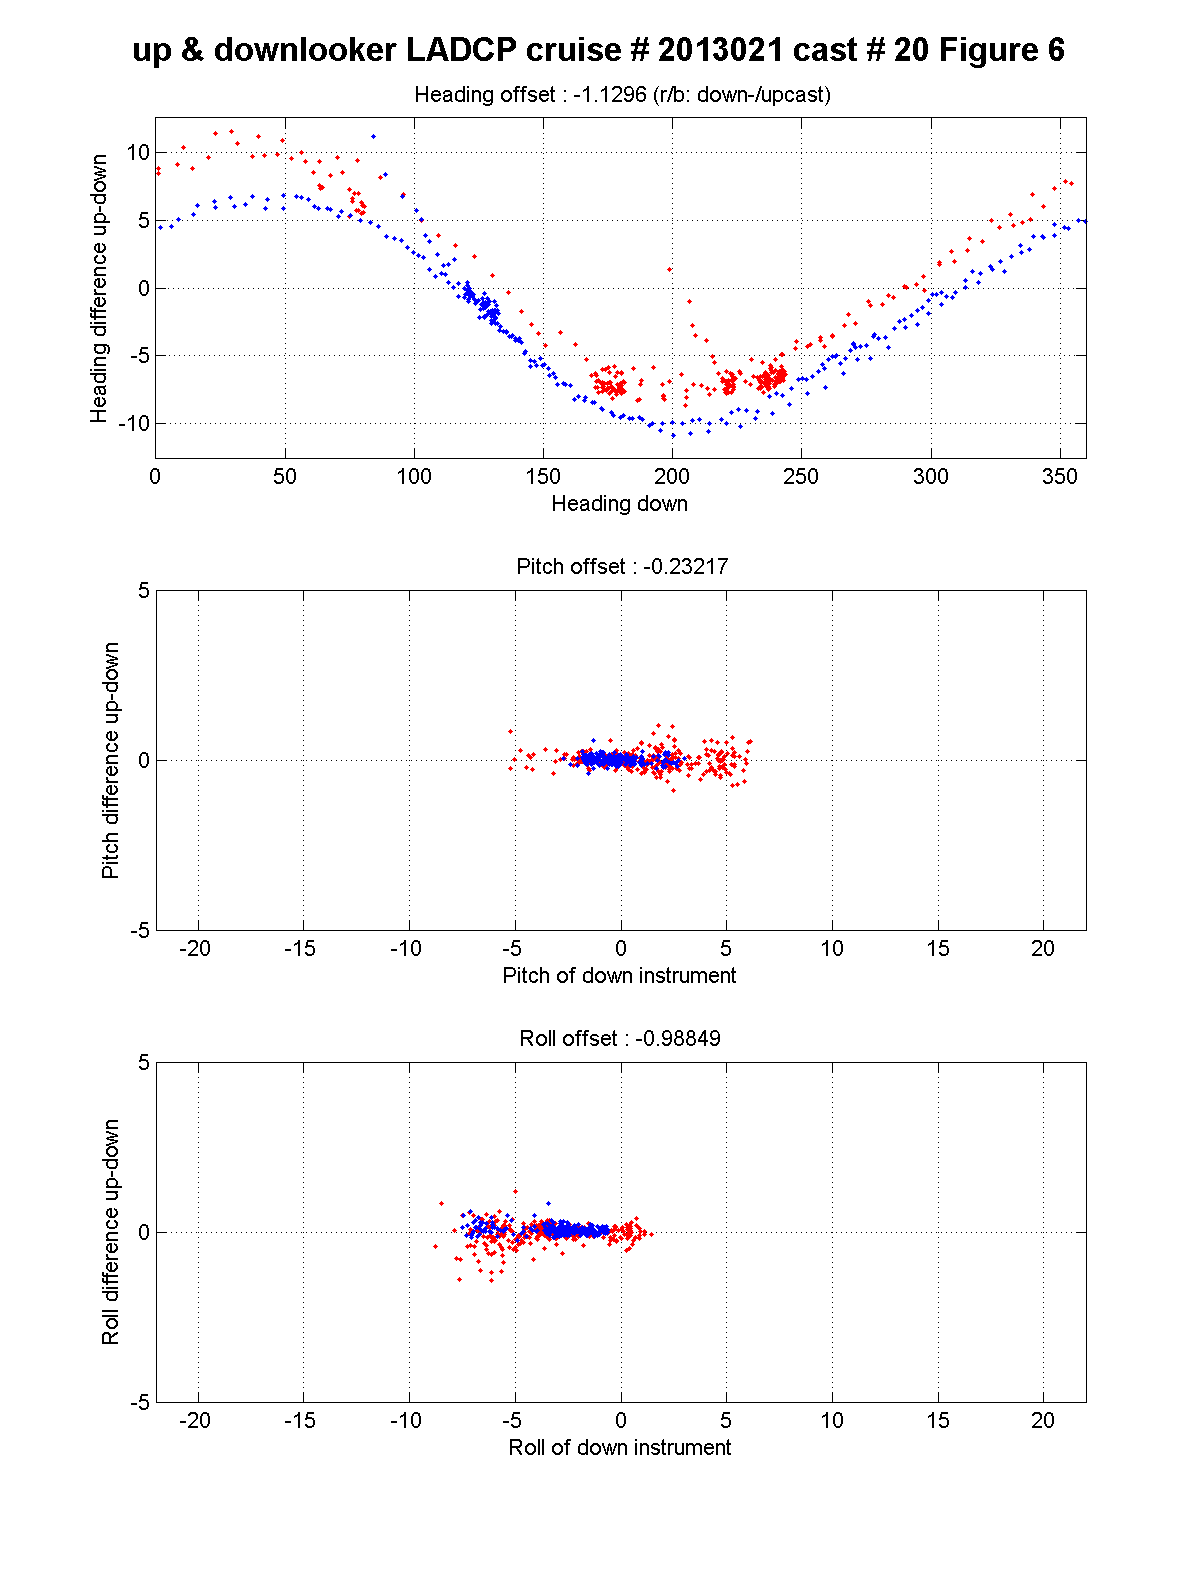 up & downlooker LADCP cruise # 2013021 cast # 20 Figure 6
Heading offset : -1.1296 (r/b: down-/upcast)
Heading difference up-down
10
5
0
-5
-10
0 50 100 150 200 250 300 350
Heading down
Pitch offset : -0.23217
Pitch difference up-down
5
0
-5
-20 -15 -10 -5 0 5 10 15 20
Pitch of down instrument
Roll offset : -0.98849
Roll difference up-down
5
0
-5
-20 -15 -10 -5 0 5 10 15 20
Roll of down instrument